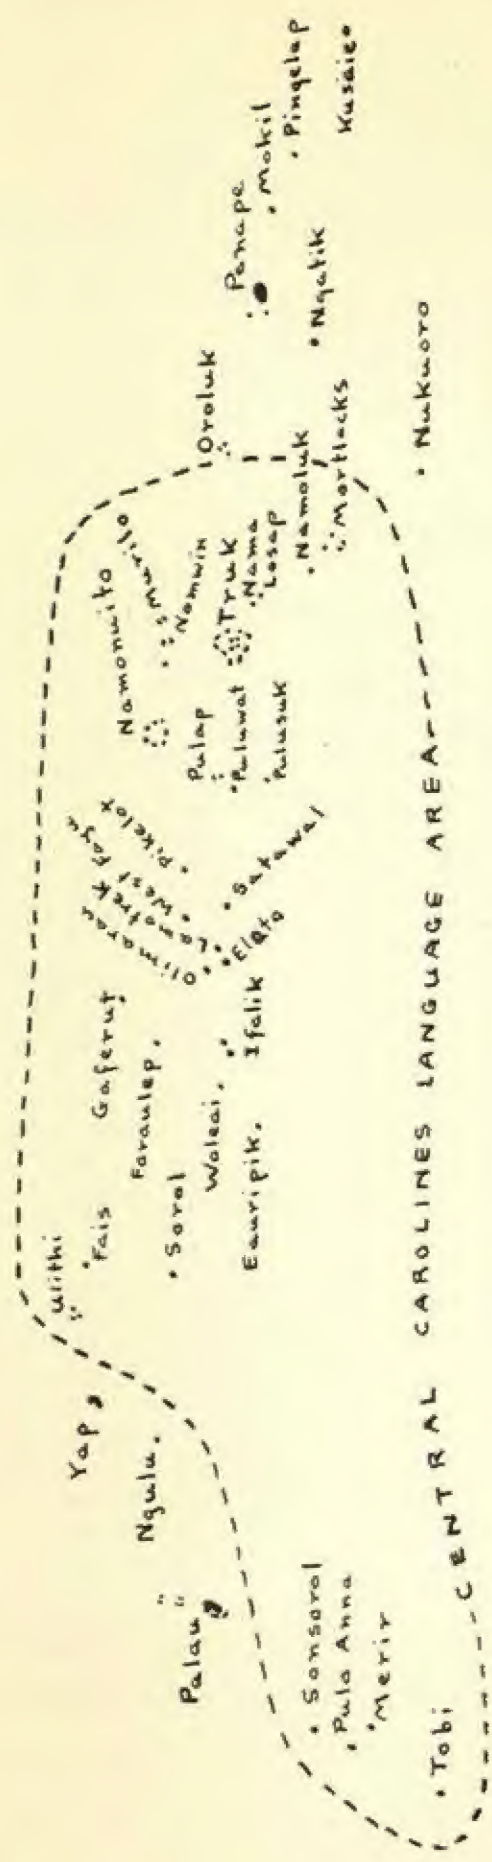 Yap
Ngulu
Palau
Ulithi
Fais
Gaferut
Faraulep
Sorol
Woleai
Eauripik
Ifalik
Olimarau
Lamotrek
West Fayu
Pikelot
Elato
Satawal
Namonuito
Murilo
Nomwin
Pulap
Puluwat
Pulusuk
Truk
Nama
Losap
Namoluk
Mortlocks
Oroluk
Ponape
Mokil
Pingelap
Kusaie
Ngatik
Nukuoro
Sonsorol
Pulo Anna
Merir
Tobi
CENTRAL CAROLINES LANGUAGE AREA